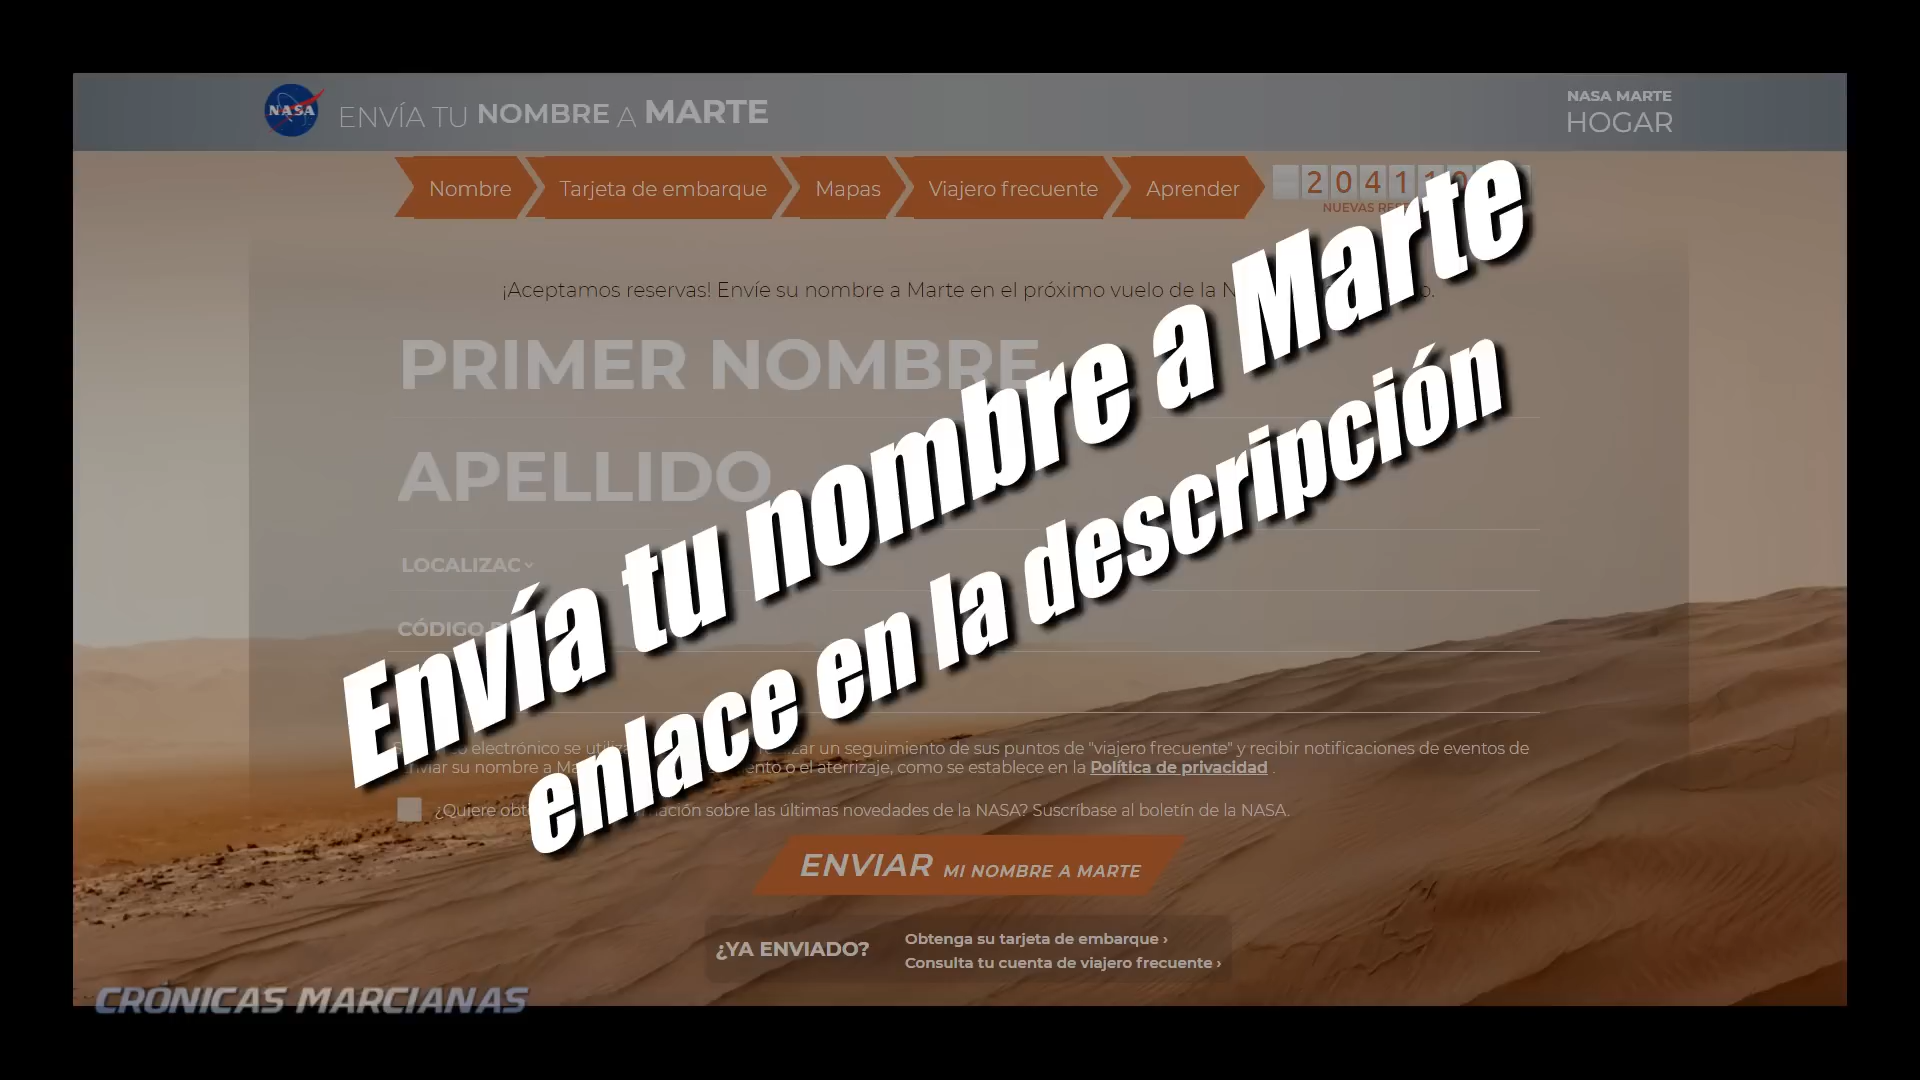 NASA
ENVÍA TU NOMBRE A MARTE
NASA MARTE
HOGAR
Nombre
Tarjeta de embarque
Mapas
Viajero frecuente
Aprender
NUEVAS
¡Aceptamos reservas! Envíe su nombre a Marte en el próximo vuelo de la
PRIMER NOMBRE
APELLIDO
LOCALIZAC
CÓDIGO
Envía tu nombre a Marte
enlace en la descripción
electrónico se un seguimiento de sus puntos de "viajero frecuente" y recibir notificaciones de eventos de
su nombre a o el aterrizaje, como se establece en la Política de privacidad.
¿Quiere sobre las últimas novedades de la NASA? Suscríbase al boletín de la NASA.
ENVIAR MI NOMBRE A MARTE
¿YA ENVIADO?
Obtenga su tarjeta de embarque ›
Consulta tu cuenta de viajero frecuente ›
CRÓNICAS MARCIANAS